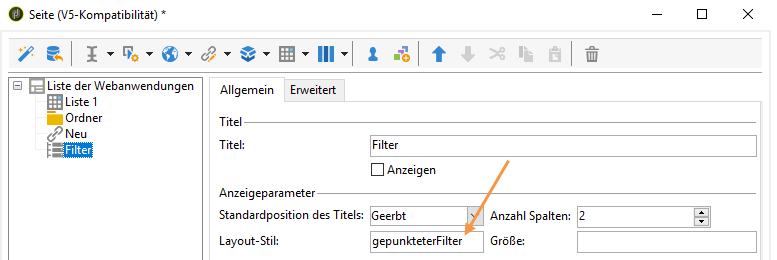 Seite (V5-Kompatibilität) *
Liste der Webanwendungen
Liste 1
Ordner
Neu
Filter
Allgemein Erweitert
Titel
Titel: Filter
Anzeigen
Anzeigeparameter
Standardposition des Titels: Geerbt Anzahl Spalten: 2
Layout-Stil: gepunkteterFilter Größe: